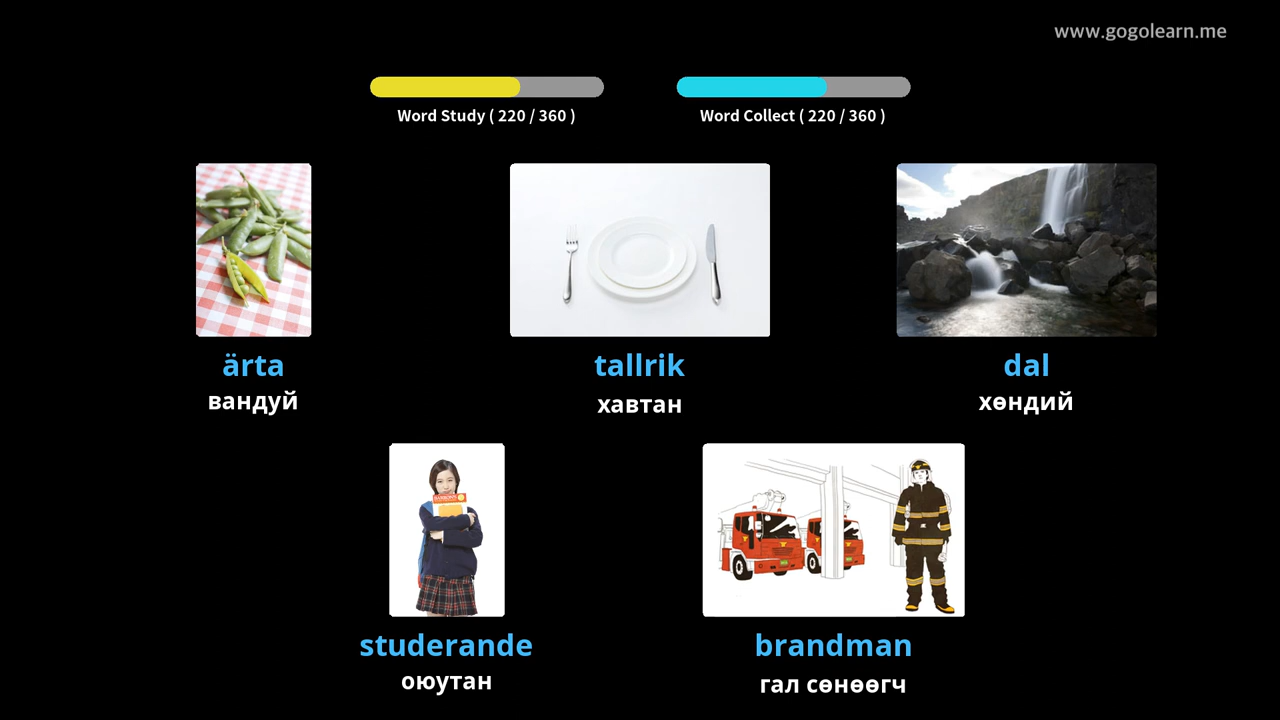 www.gogolearn.me
Word Study ( 220 / 360 )
Word Collect ( 220 / 360 )
ärta
вандуй
tallrik
хавтан
dal
хөндий
studerande
оюутан
brandman
гал сөнөөгч